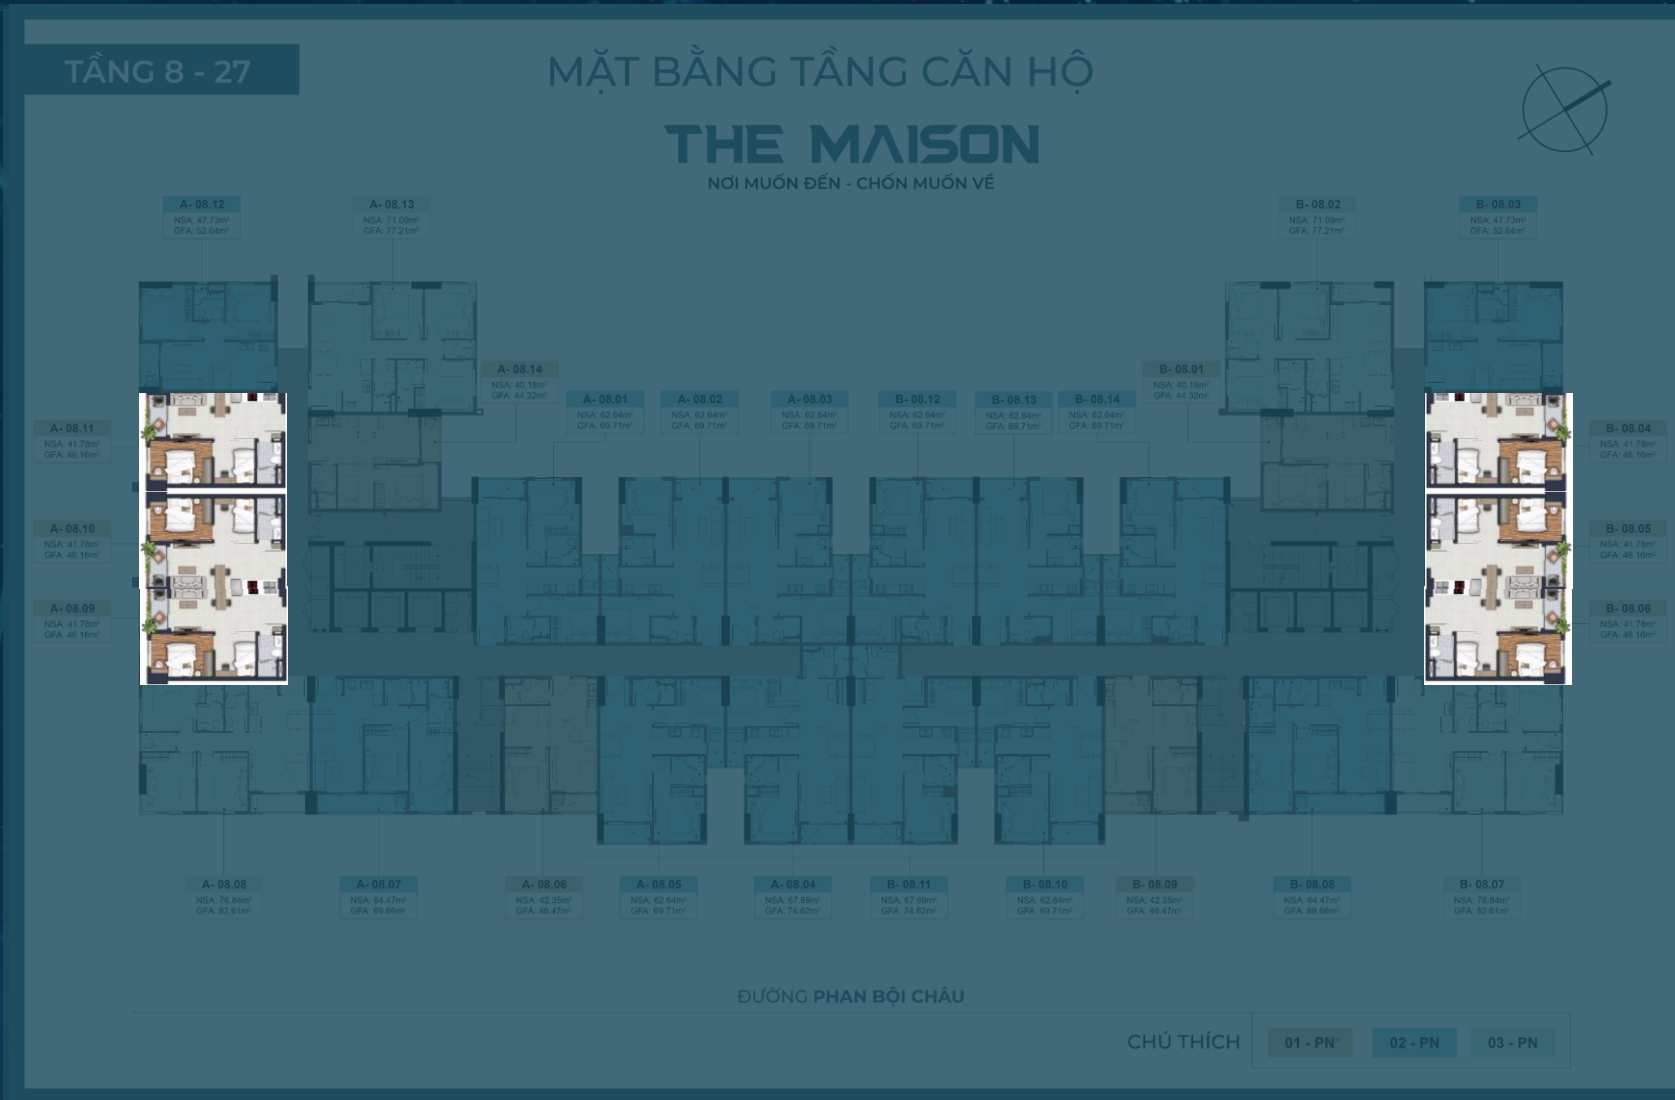 TẦNG 8 - 27
MẶT BẰNG TẦNG CĂN HỘ
THE MAISON
NƠI MUỐN ĐẾN - CHỐN MUỐN VỀ
A- 08.12
NSA: 47.73m²
GFA: 52.64m²
A- 08.13
NSA: 71.09m²
GFA: 77.21m²
B- 08.02
NSA: 71.09m²
GFA: 77.21m²
B- 08.03
NSA: 47.73m²
GFA: 52.64m²
A- 08.14
NSA: 40.18m²
GFA: 44.32m²
B- 08.01
NSA: 40.18m²
GFA: 44.32m²
A- 08.01
NSA: 62.64m²
GFA: 69.71m²
A- 08.02
NSA: 62.64m²
GFA: 69.71m²
A- 08.03
NSA: 62.64m²
GFA: 69.71m²
B- 08.12
NSA: 62.64m²
GFA: 69.71m²
B- 08.13
NSA: 62.64m²
GFA: 69.71m²
B- 08.14
NSA: 62.64m²
GFA: 69.71m²
A- 08.11
NSA: 41.78m²
GFA: 46.16m²
B- 08.04
NSA: 41.78m²
GFA: 46.16m²
A- 08.10
NSA: 41.78m²
GFA: 46.16m²
B- 08.05
NSA: 41.78m²
GFA: 46.16m²
A- 08.09
NSA: 41.78m²
GFA: 46.16m²
B- 08.06
NSA: 41.78m²
GFA: 46.16m²
A- 08.08
NSA: 76.84m²
GFA: 82.61m²
A- 08.07
NSA: 64.47m²
GFA: 69.66m²
A- 08.06
NSA: 42.35m²
GFA: 46.47m²
A- 08.05
NSA: 62.64m²
GFA: 69.71m²
A- 08.04
NSA: 67.69m²
GFA: 74.62m²
B- 08.11
NSA: 67.69m²
GFA: 74.62m²
B- 08.10
NSA: 62.64m²
GFA: 69.71m²
B- 08.09
NSA: 42.35m²
GFA: 46.47m²
B- 08.08
NSA: 64.47m²
GFA: 69.66m²
B- 08.07
NSA: 76.84m²
GFA: 82.61m²
ĐƯỜNG PHAN BỘI CHÂU
CHÚ THÍCH
01 - PN⁺
02 - PN
03 - PN